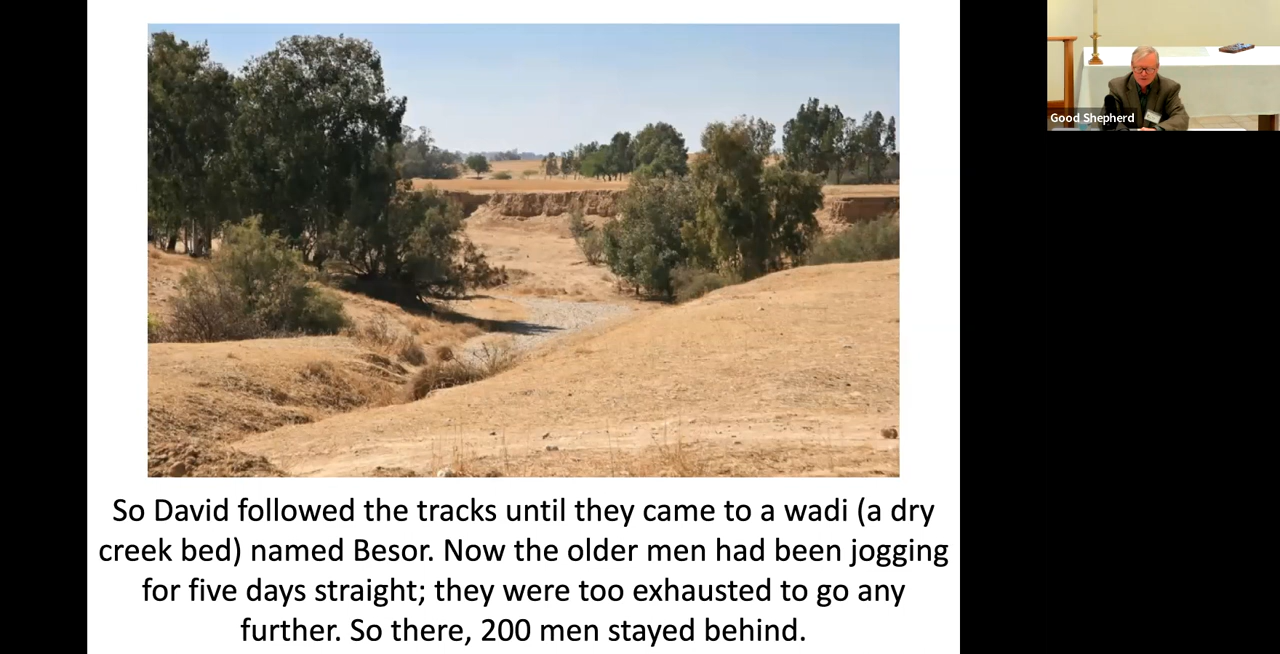 Good Shepherd
So David followed the tracks until they came to a wadi (a dry
creek bed) named Besor. Now the older men had been jogging
for five days straight; they were too exhausted to go any
further. So there, 200 men stayed behind.